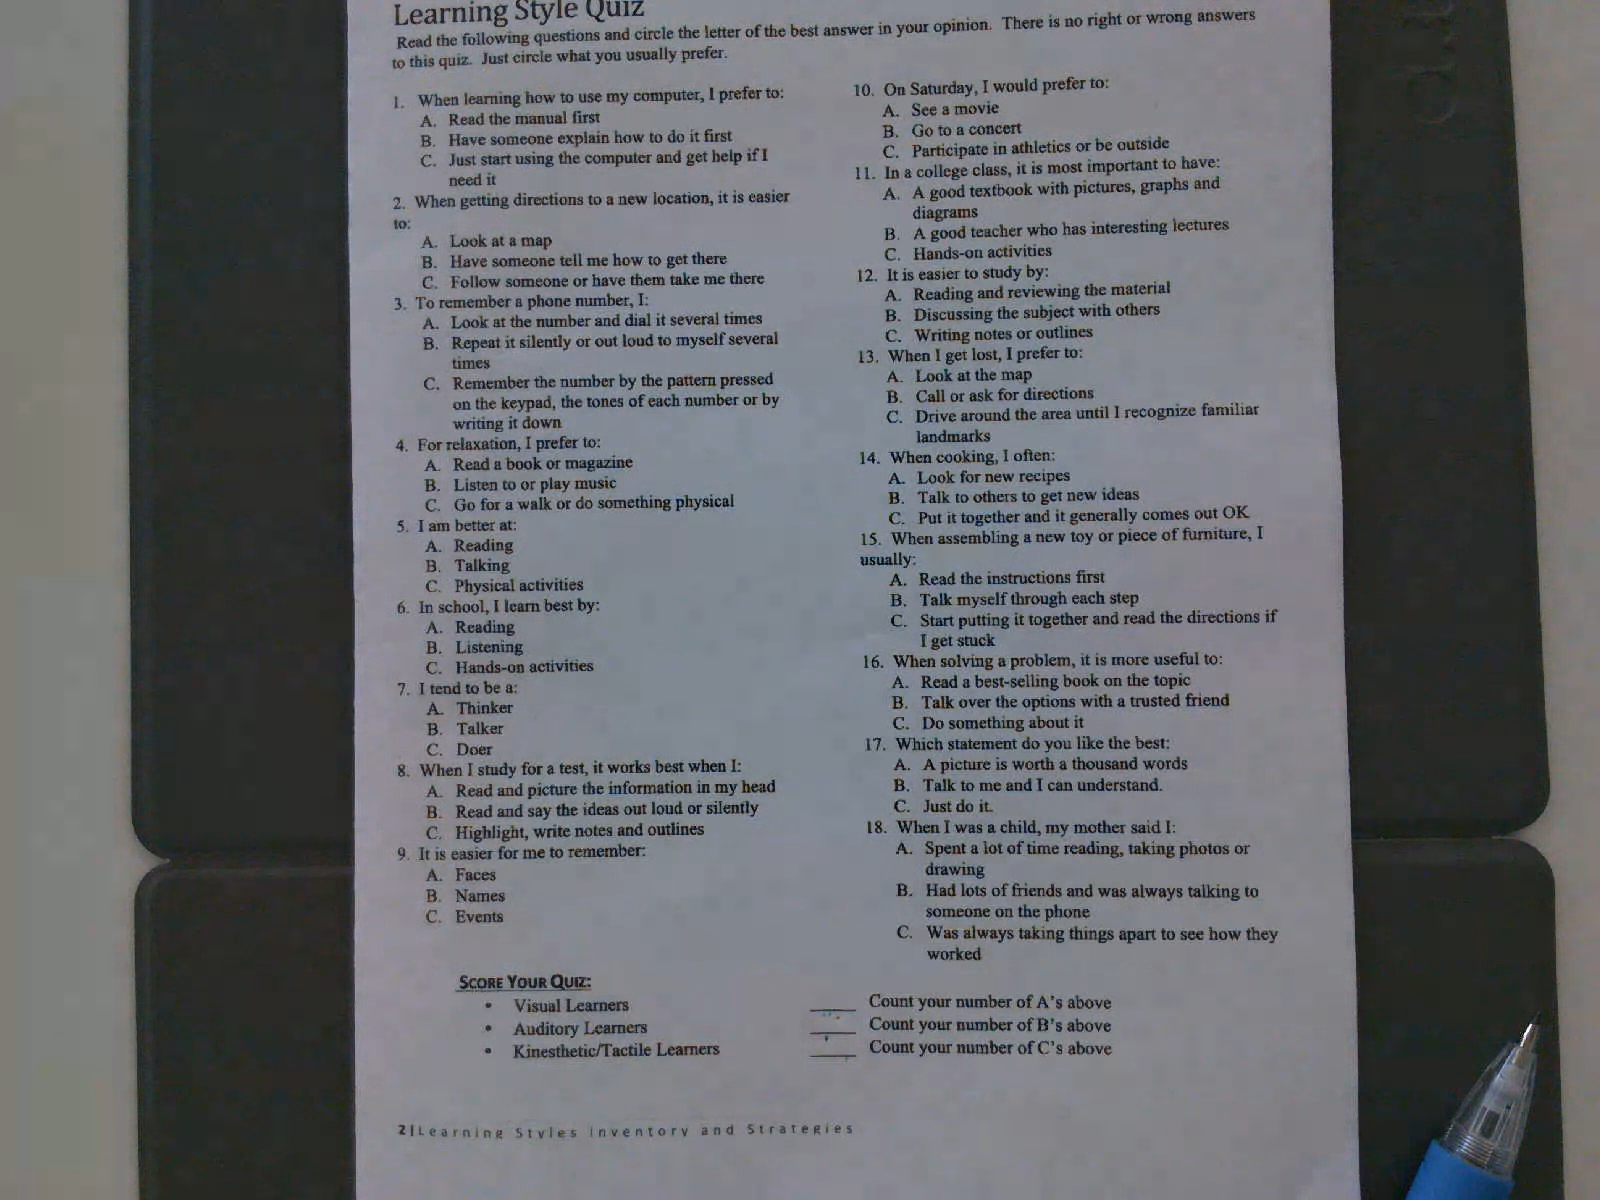 Learning Style Quiz
Read the following questions and circle the letter of the best answer in your opinion. There is no right or wrong answers
to this quiz. Just circle what you usually prefer.
1. When learning how to use my computer, I prefer to:
A. Read the manual first
B. Have someone explain how to do it first
C. Just start using the computer and get help if I
need it
2. When getting directions to a new location, it is easier
to:
A. Look at a map
B. Have someone tell me how to get there
C. Follow someone or have them take me there
3. To remember a phone number, I:
A. Look at the number and dial it several times
B. Repeat it silently or out loud to myself several
times
C. Remember the number by the pattern pressed
on the keypad, the tones of each number or by
writing it down
4. For relaxation, I prefer to:
A. Read a book or magazine
B. Listen to or play music
C. Go for a walk or do something physical
5. I am better at:
A. Reading
B. Talking
C. Physical activities
6. In school, I learn best by:
A. Reading
B. Listening
C. Hands-on activities
7. I tend to be a:
A. Thinker
B. Talker
C. Doer
8. When I study for a test, it works best when I:
A. Read and picture the information in my head
B. Read and say the ideas out loud or silently
C. Highlight, write notes and outlines
9. It is easier for me to remember:
A. Faces
B. Names
C. Events
10. On Saturday, I would prefer to:
A. See a movie
B. Go to a concert
C. Participate in athletics or be outside
11. In a college class, it is most important to have:
A. A good textbook with pictures, graphs and
diagrams
B. A good teacher who has interesting lectures
C. Hands-on activities
12. It is easier to study by:
A. Reading and reviewing the material
B. Discussing the subject with others
C. Writing notes or outlines
13. When I get lost, I prefer to:
A. Look at the map
B. Call or ask for directions
C. Drive around the area until I recognize familiar
landmarks
14. When cooking, I often:
A. Look for new recipes
B. Talk to others to get new ideas
C. Put it together and it generally comes out OK
15. When assembling a new toy or piece of furniture, I
usually:
A. Read the instructions first
B. Talk myself through each step
C. Start putting it together and read the directions if
I get stuck
16. When solving a problem, it is more useful to:
A. Read a best-selling book on the topic
B. Talk over the options with a trusted friend
C. Do something about it
17. Which statement do you like the best:
A. A picture is worth a thousand words
B. Talk to me and I can understand.
C. Just do it.
18. When I was a child, my mother said I:
A. Spent a lot of time reading, taking photos or
drawing
B. Had lots of friends and was always talking to
someone on the phone
C. Was always taking things apart to see how they
worked
SCORE YOUR QUIZ:
• Visual Learners _____ Count your number of A's above
• Auditory Learners _____ Count your number of B's above
• Kinesthetic/Tactile Learners _____ Count your number of C's above
2|Learning Styles Inventory and Strategies